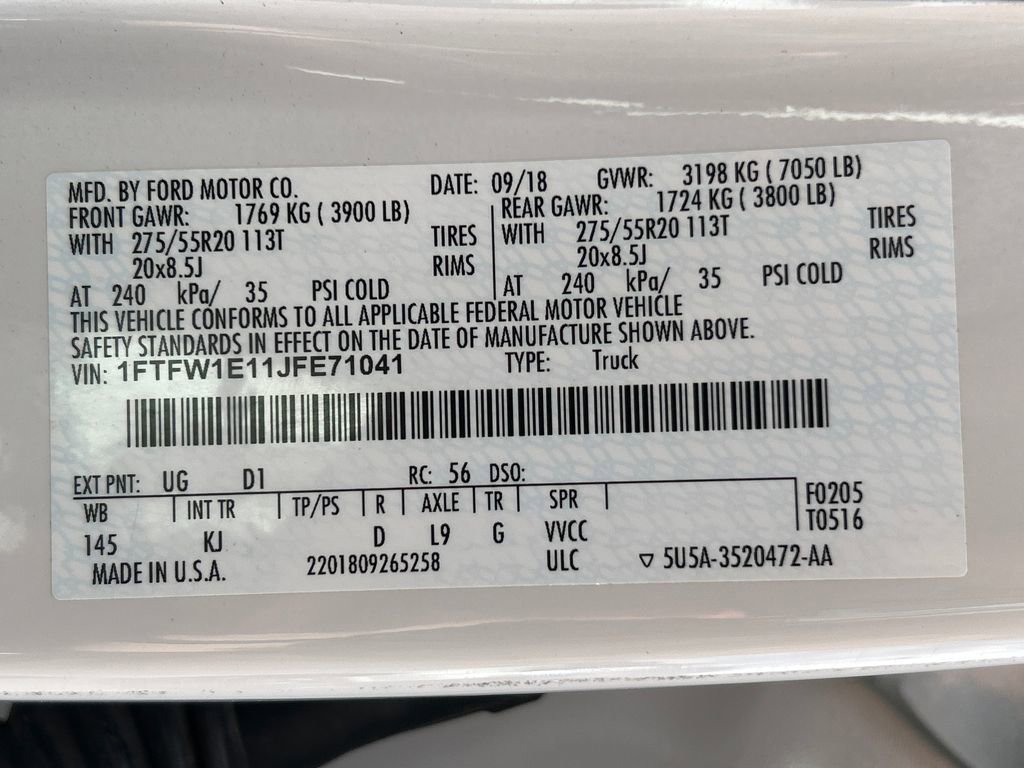 MFD. BY FORD MOTOR CO. DATE: 09/18 GVWR: 3198 KG ( 7050 LB)
FRONT GAWR: 1769 KG ( 3900 LB) REAR GAWR: 1724 KG ( 3800 LB)
WITH 275/55R20 113T TIRES WITH 275/55R20 113T TIRES
20x8.5J RIMS 20x8.5J RIMS
AT 240 kPa/ 35 PSI COLD AT 240 kPa/ 35 PSI COLD
THIS VEHICLE CONFORMS TO ALL APPLICABLE FEDERAL MOTOR VEHICLE
SAFETY STANDARDS IN EFFECT ON THE DATE OF MANUFACTURE SHOWN ABOVE.
VIN: 1FTFW1E11JFE71041 TYPE: Truck
EXT PNT: UG D1 RC: 56 DSO:
WB INT TR TP/PS R AXLE TR SPR F0205
145 KJ D L9 G VVCC T0516
MADE IN U.S.A. 2201809265258 ULC ▽ 5U5A-3520472-AA